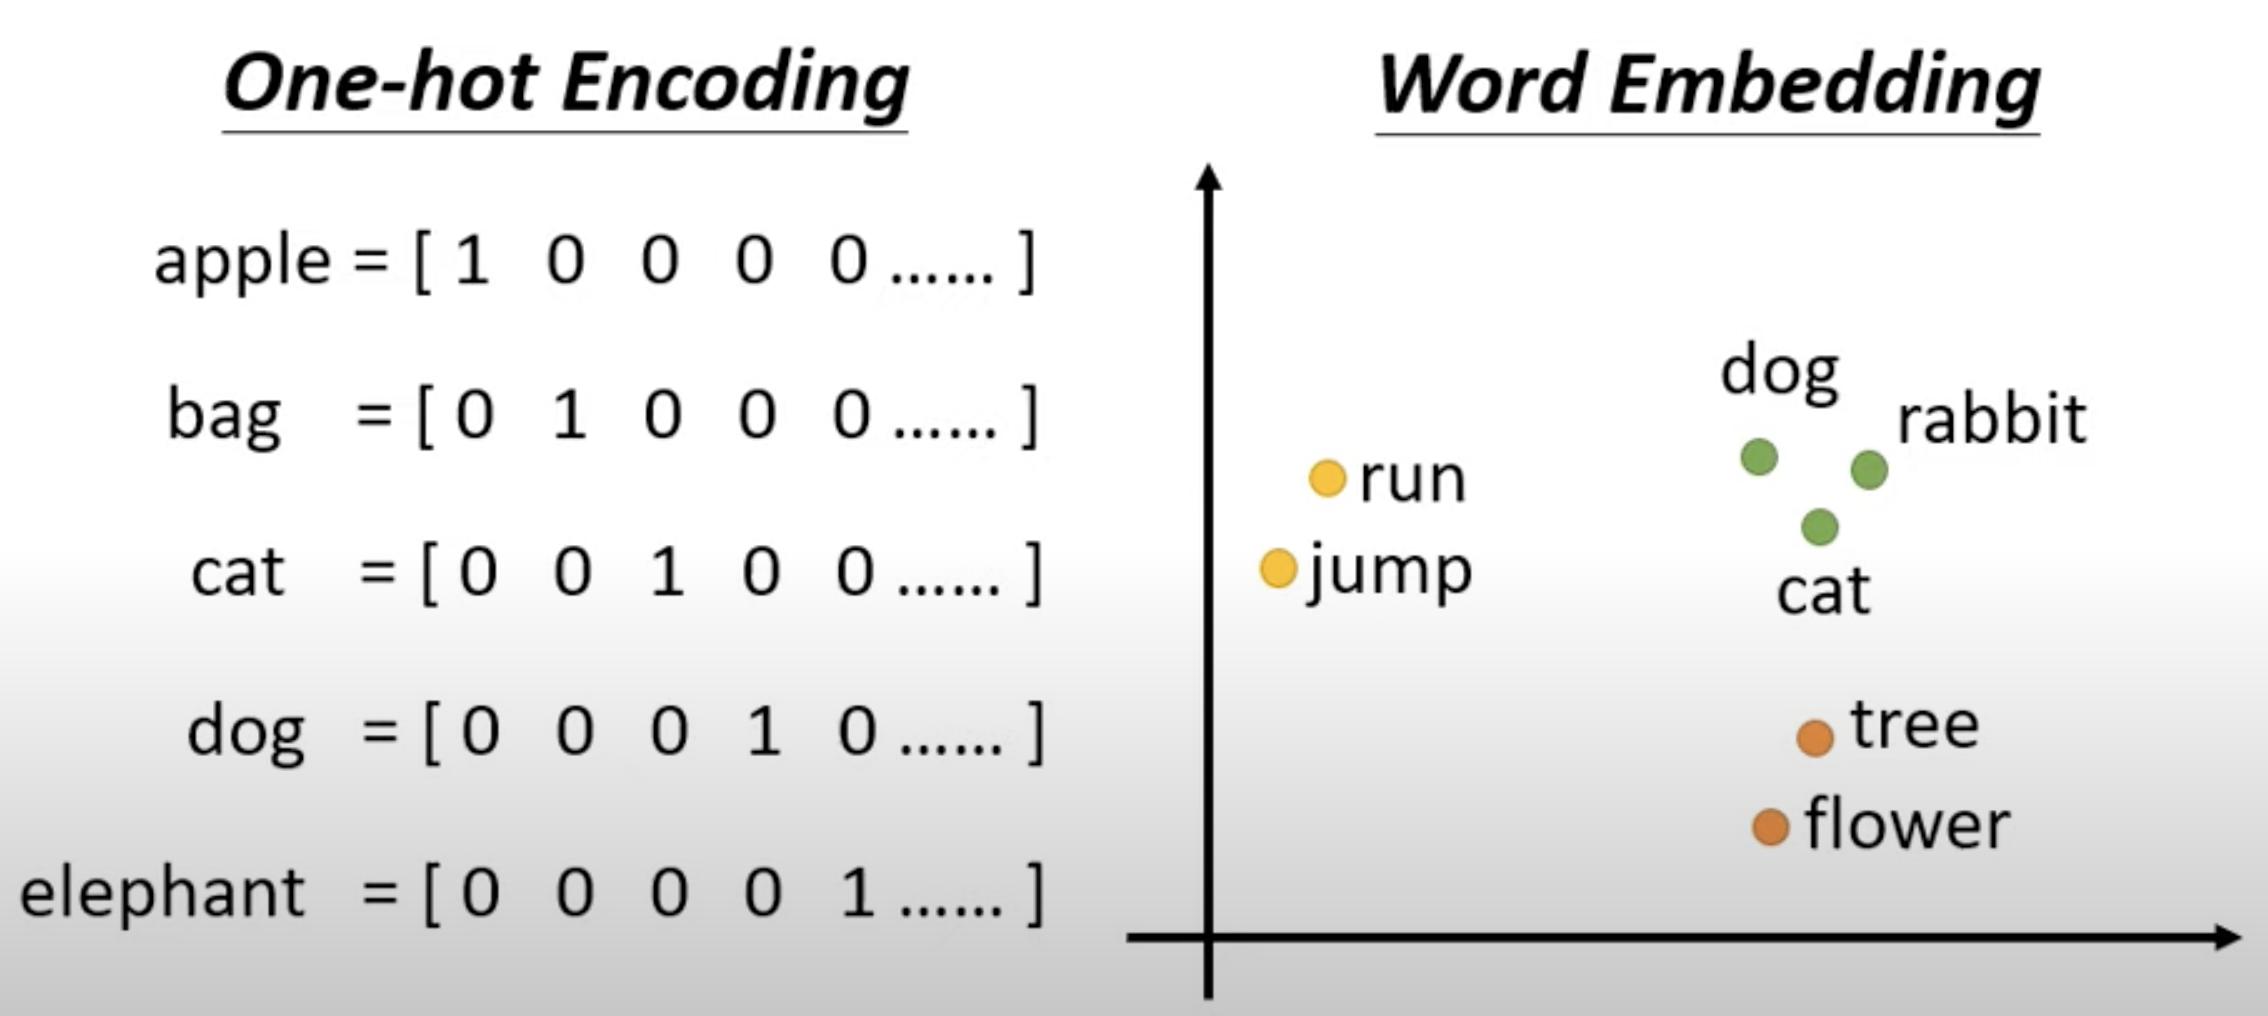 One-hot Encoding
apple = [ 1 0 0 0 0 …… ]
bag = [ 0 1 0 0 0 …… ]
cat = [ 0 0 1 0 0 …… ]
dog = [ 0 0 0 1 0 …… ]
elephant = [ 0 0 0 0 1 …… ]
Word Embedding
dog
rabbit
run
jump
cat
tree
flower